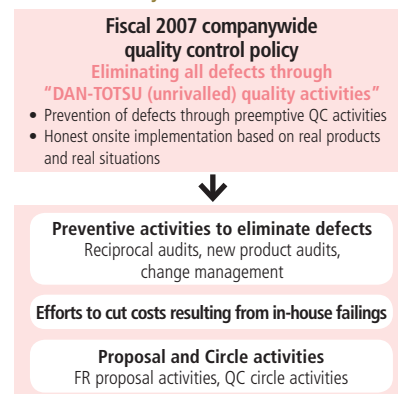 Fiscal 2007 companywide
quality control policy
Eliminating all defects through
“DAN-TOTSU (unrivalled) quality activities”
• Prevention of defects through preemptive QC activities
• Honest onsite implementation based on real products
and real situations
Preventive activities to eliminate defects
Reciprocal audits, new product audits,
change management
Efforts to cut costs resulting from in-house failings
Proposal and Circle activities
FR proposal activities, QC circle activities